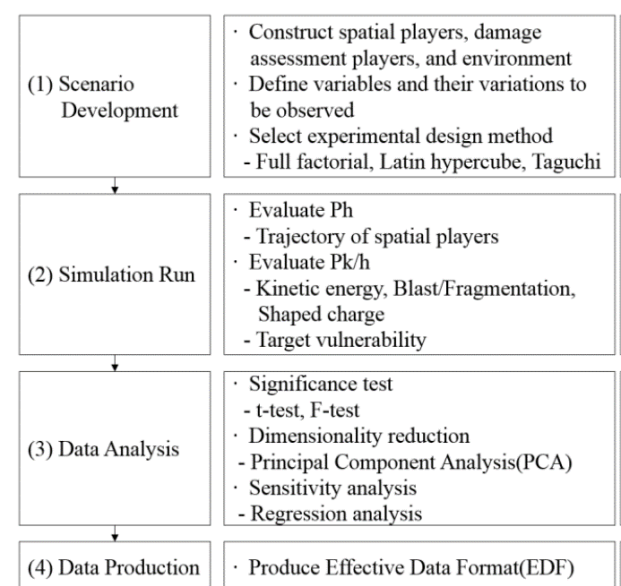 (1) Scenario
Development
· Construct spatial players, damage
assessment players, and environment
· Define variables and their variations to
be observed
· Select experimental design method
- Full factorial, Latin hypercube, Taguchi
(2) Simulation Run
· Evaluate Ph
- Trajectory of spatial players
· Evaluate Pk/h
- Kinetic energy, Blast/Fragmentation,
Shaped charge
- Target vulnerability
(3) Data Analysis
· Significance test
- t-test, F-test
· Dimensionality reduction
- Principal Component Analysis(PCA)
· Sensitivity analysis
- Regression analysis
(4) Data Production
· Produce Effective Data Format(EDF)